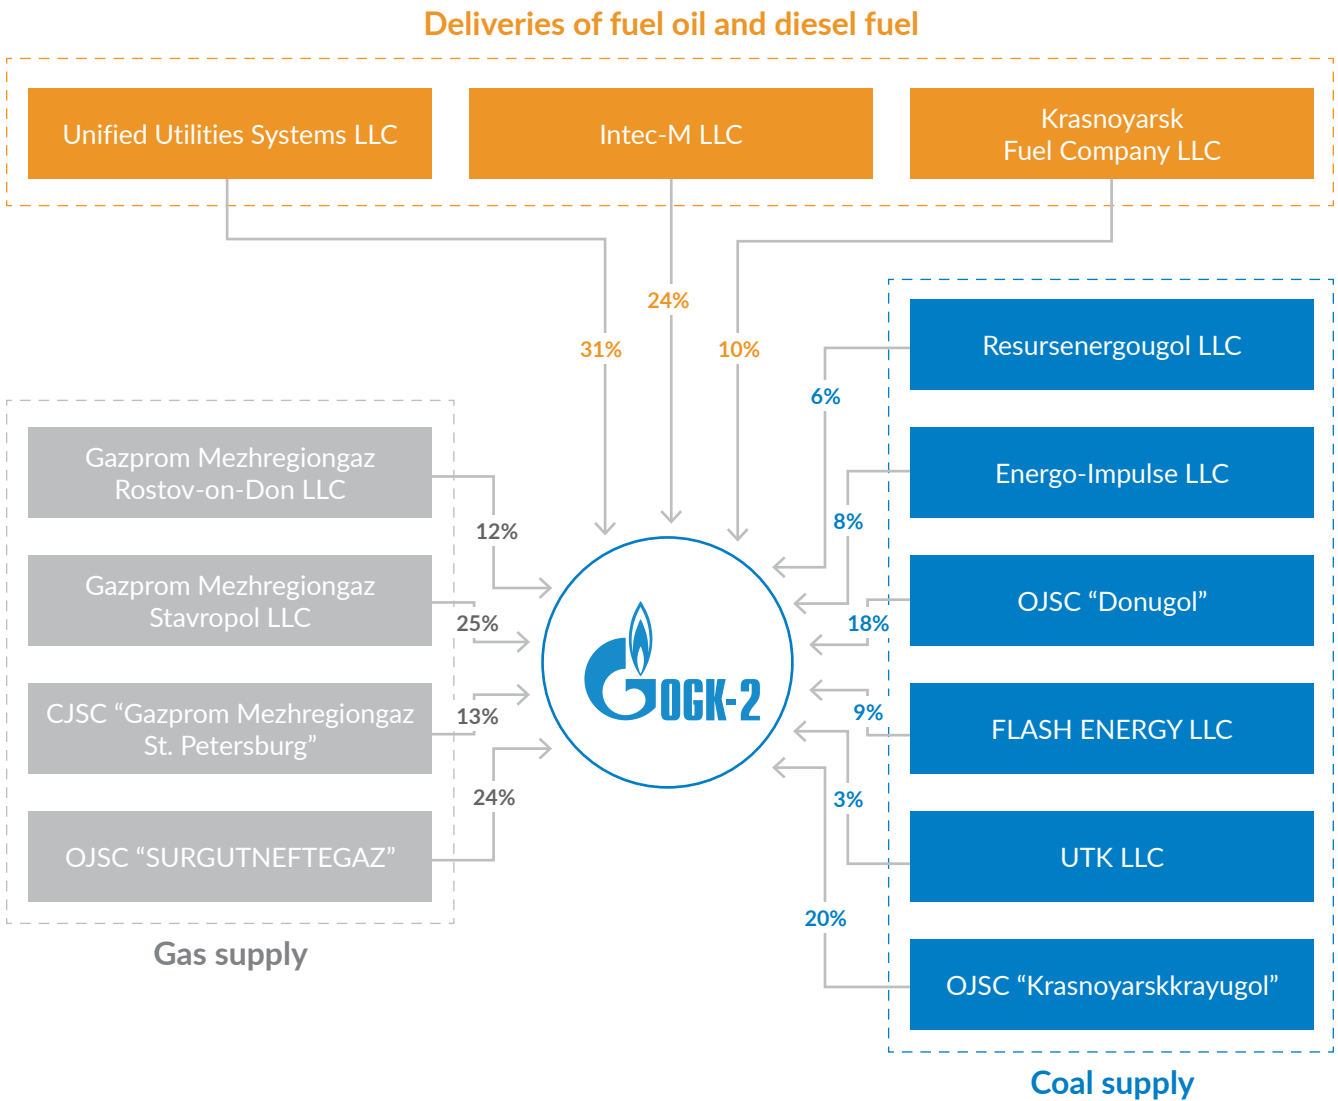 Deliveries of fuel oil and diesel fuel
Unified Utilities Systems LLC
Intec-M LLC
Krasnoyarsk
Fuel Company LLC
31%
24%
10%
Gazprom Mezhregiongaz
Rostov-on-Don LLC
12%
Gazprom Mezhregiongaz
Stavropol LLC
25%
CJSC “Gazprom Mezhregiongaz
St. Petersburg”
13%
OJSC “SURGUTNEFTEGAZ”
24%
Gas supply
OGK-2
Resursenergougol LLC
6%
Energo-Impulse LLC
8%
OJSC “Donugol”
18%
FLASH ENERGY LLC
9%
UTK LLC
3%
OJSC “Krasnoyarskkrayugol”
20%
Coal supply